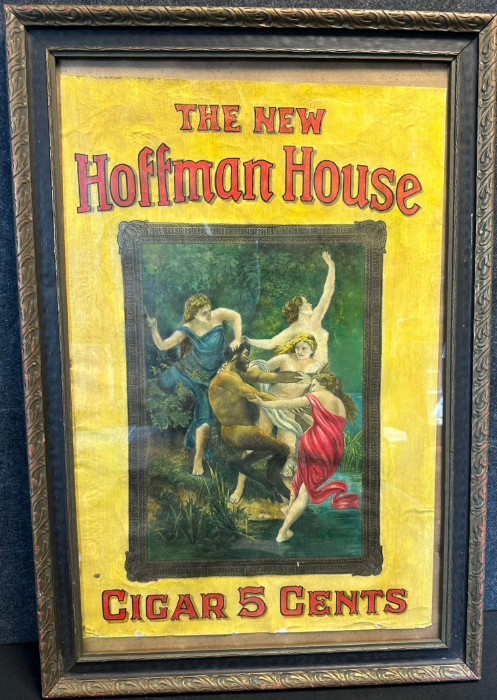 THE NEW
Hoffman House
CIGAR 5 CENTS